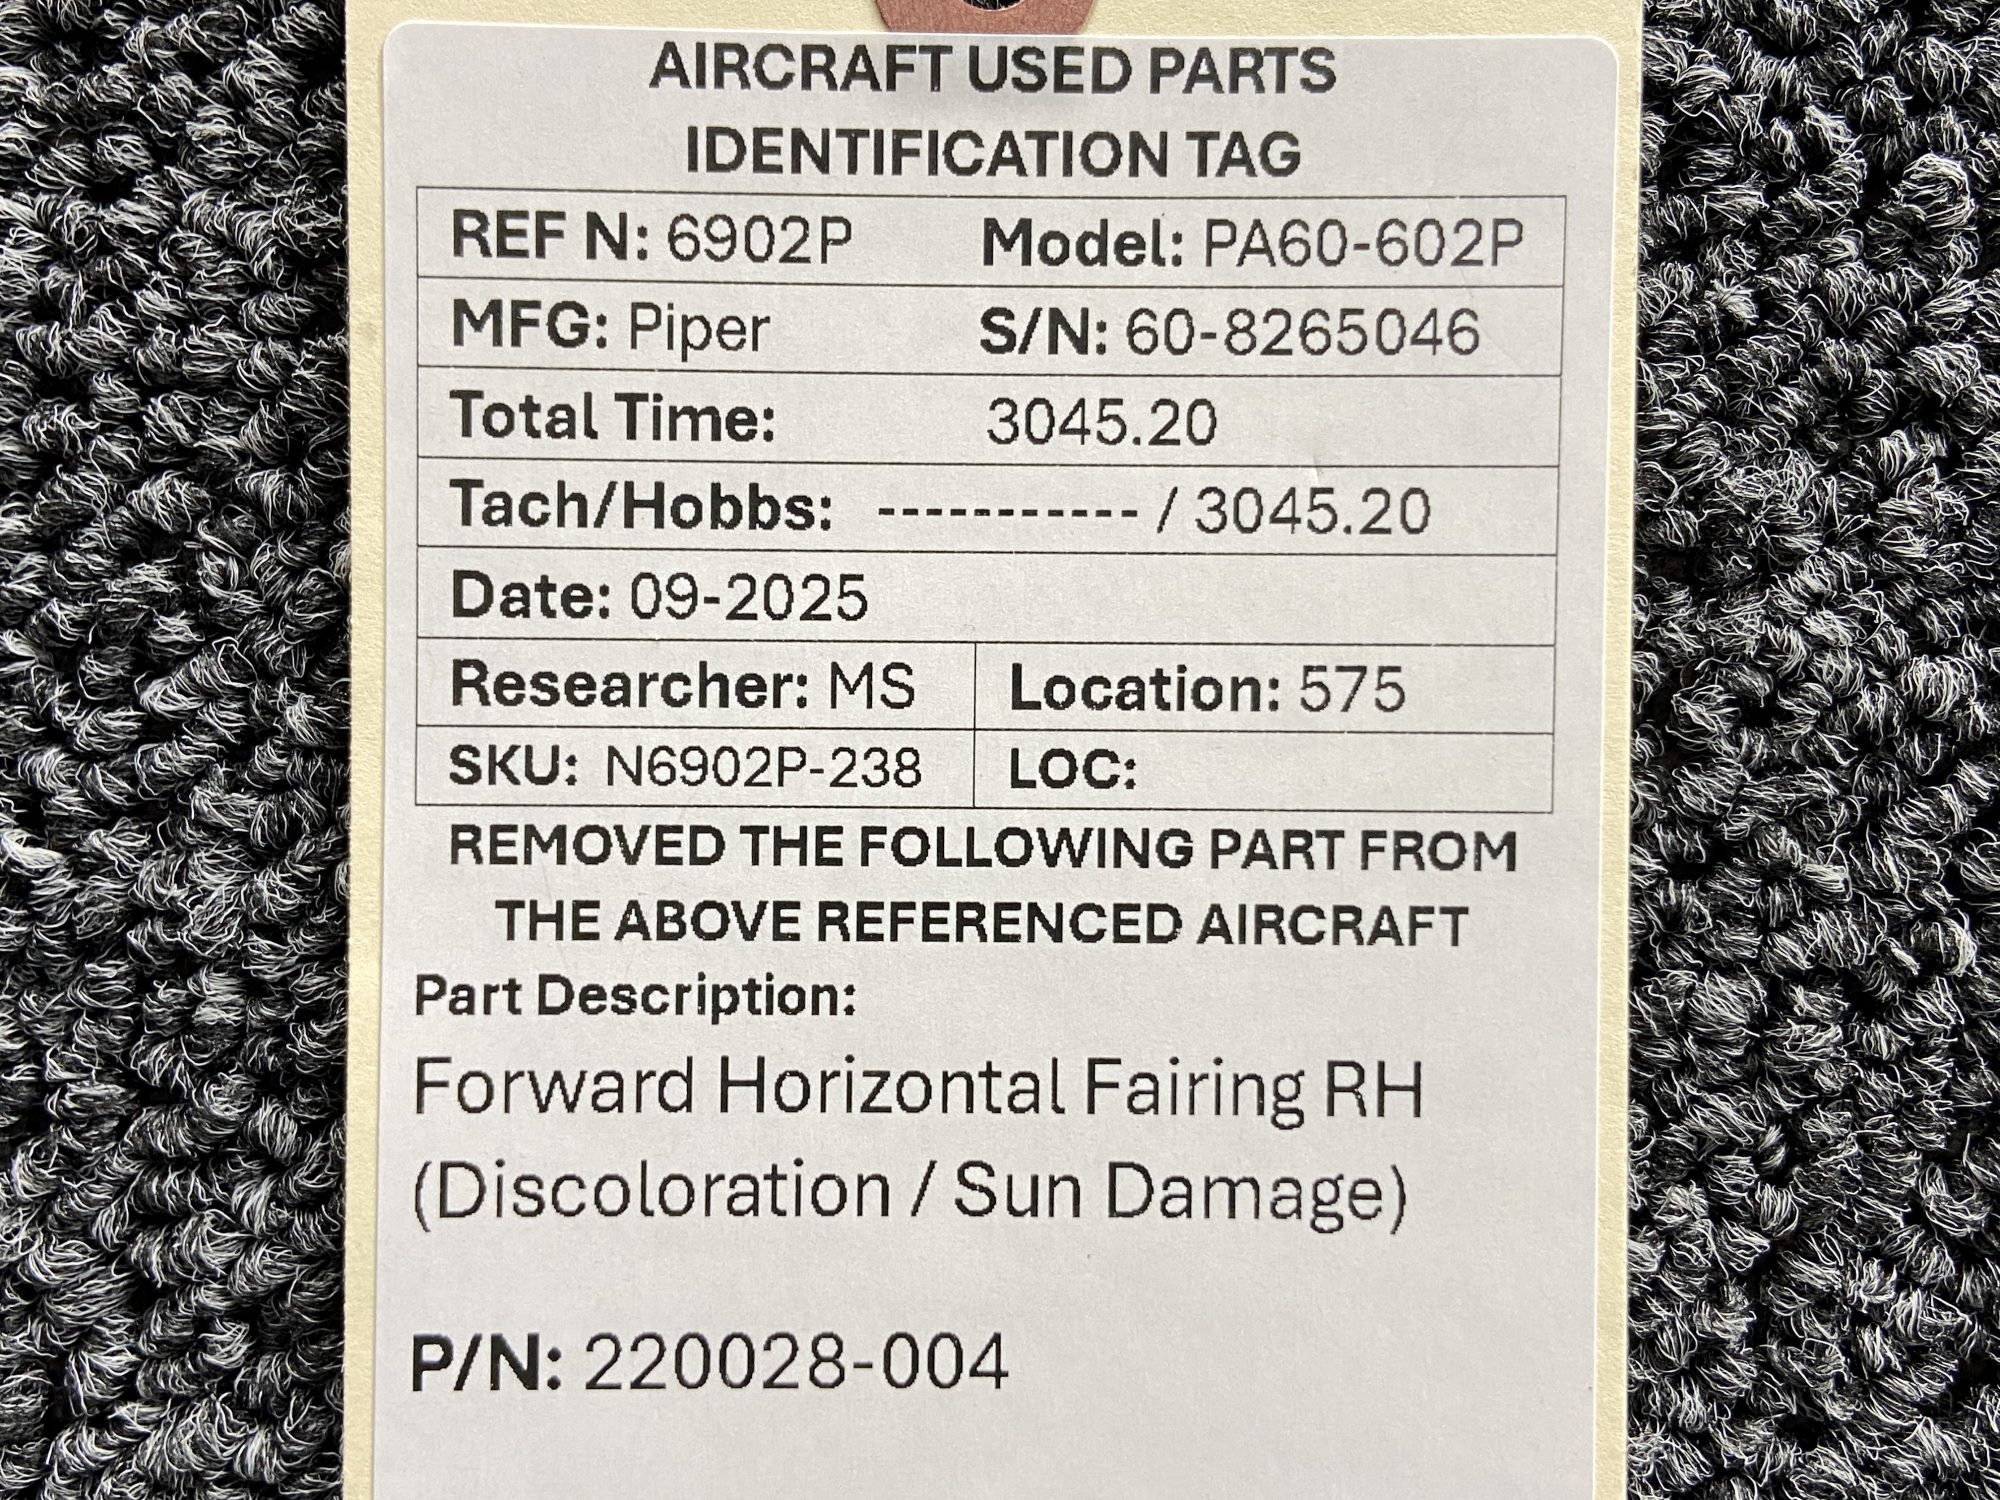 AIRCRAFT USED PARTS
IDENTIFICATION TAG
REF N: 6902P Model: PA60-602P
MFG: Piper S/N: 60-8265046
Total Time: 3045.20
Tach/Hobbs: ----------- / 3045.20
Date: 09-2025
Researcher: MS Location: 575
SKU: N6902P-238 LOC:
REMOVED THE FOLLOWING PART FROM
THE ABOVE REFERENCED AIRCRAFT
Part Description:
Forward Horizontal Fairing RH
(Discoloration / Sun Damage)
P/N: 220028-004